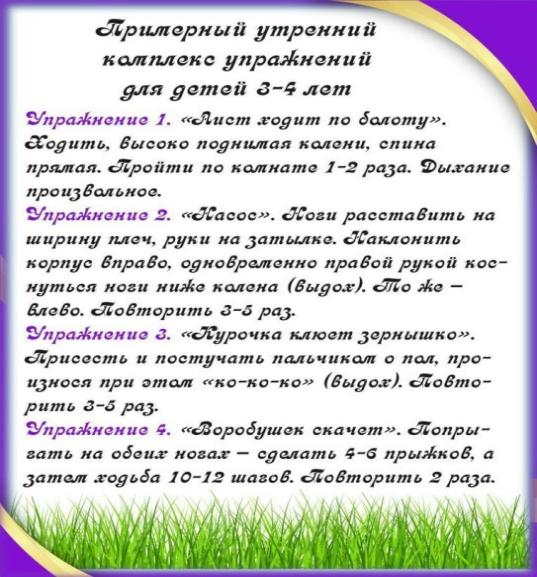 Примерный утренний
комплекс упражнений
для детей 3-4 лет
Упражнение 1. «Аист ходит по болоту».
Ходить, высоко поднимая колени, спина
прямая. Пройти по комнате 1-2 раза. Дыхание
произвольное.
Упражнение 2. «Насос». Ноги расставить на
ширину плеч, руки на затылке. Наклонить
корпус вправо, одновременно правой рукой кос-
нуться ноги ниже колена (выдох). То же –
влево. Повторить 3-5 раз.
Упражнение 3. «Курочка клюет зернышко».
Присесть и постучать пальчиком о пол, про-
износя при этом «ко-ко-ко» (выдох). Повто-
рить 3-5 раз.
Упражнение 4. «Воробушек скачет». Попры-
гать на обеих ногах – сделать 4-6 прыжков, а
затем ходьба 10-12 шагов. Повторить 2 раза.